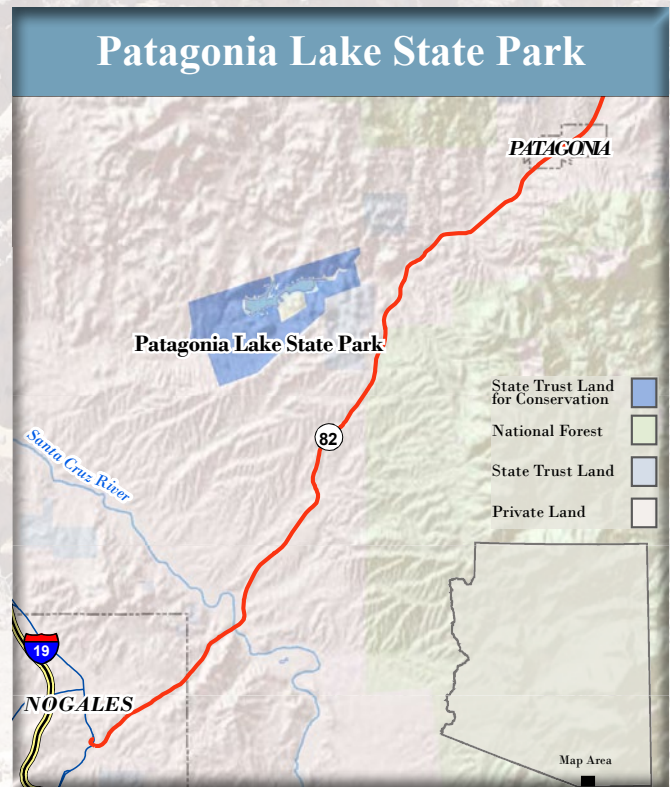 Patagonia Lake State Park
PATAGONIA
Patagonia Lake State Park
State Trust Land
for Conservation
National Forest
82
Santa Cruz River
State Trust Land
Private Land
19
NOGALES
Map Area